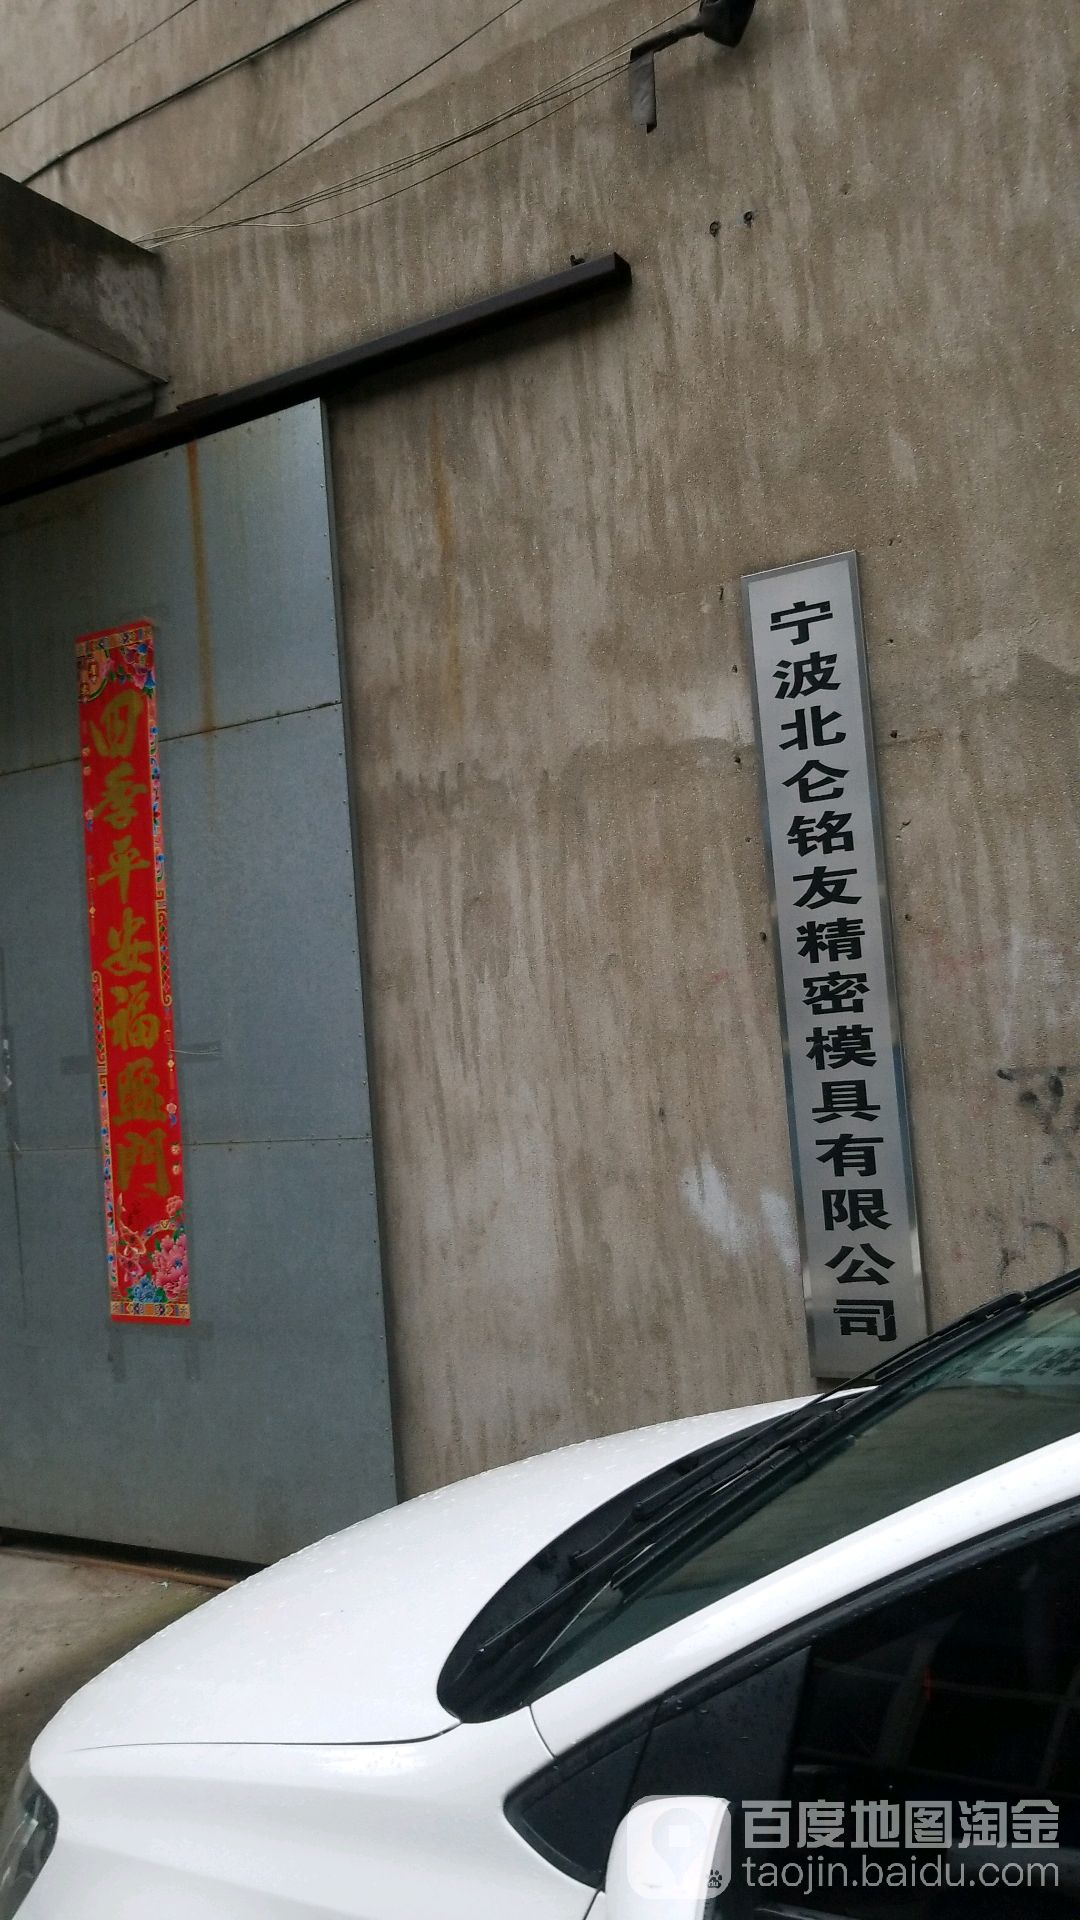 四季平安福臨門
宁波北仑铭友精密模具有限公司
百度地图淘金
taojin.baidu.com